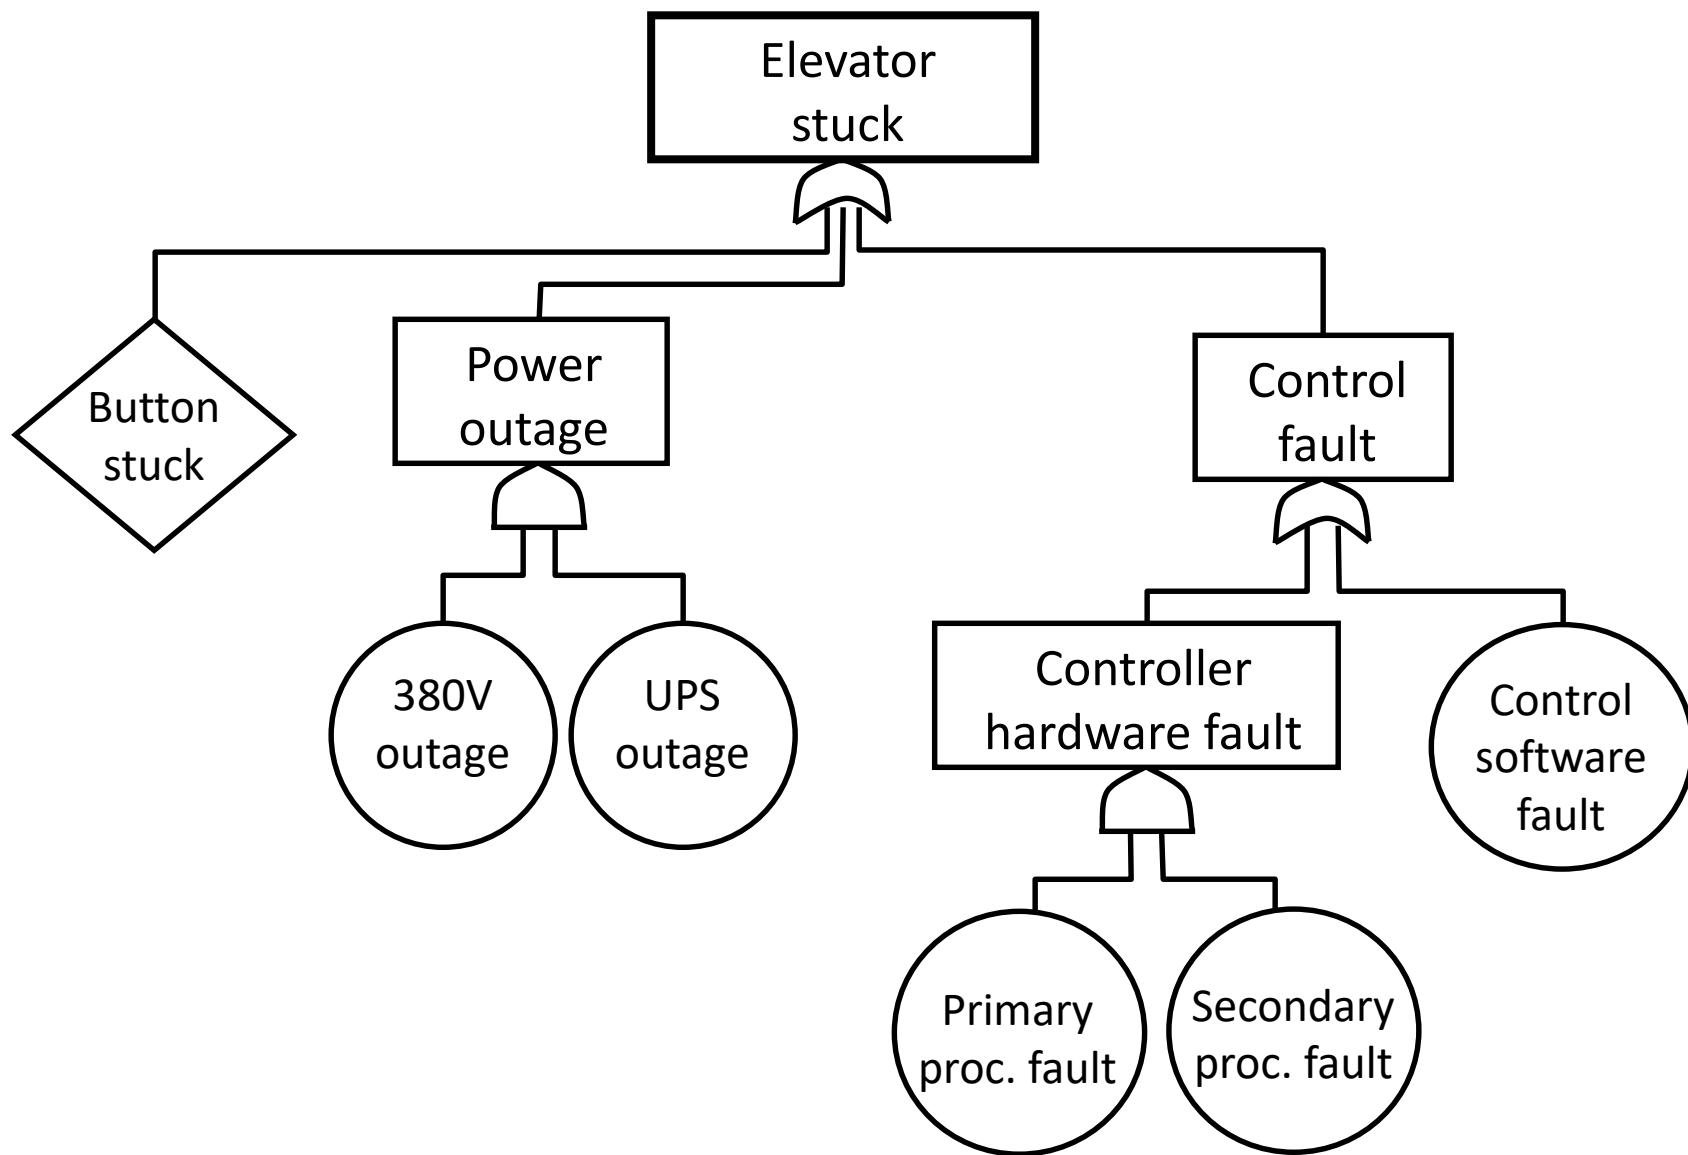 Elevator
stuck
Button
stuck
Power
outage
Control
fault
380V
outage
UPS
outage
Controller
hardware fault
Control
software
fault
Primary
proc. fault
Secondary
proc. fault